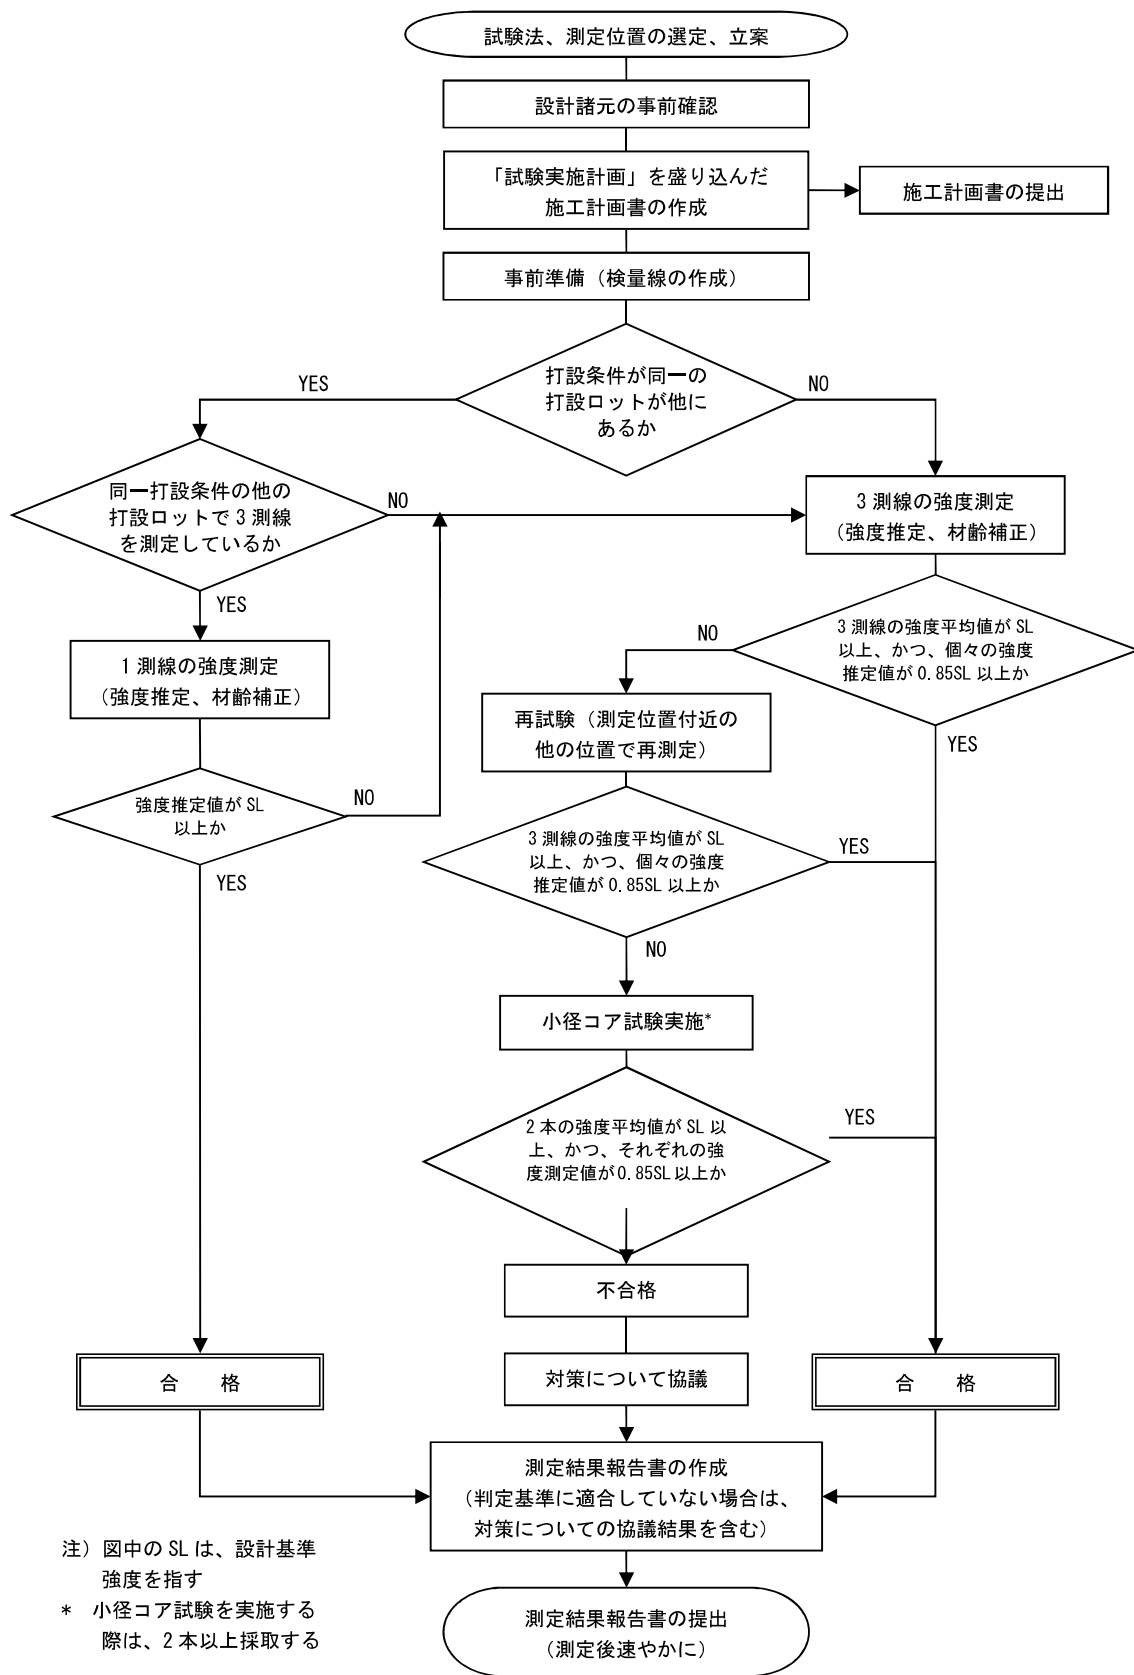 試験法、測定位置の選定、立案
設計諸元の事前確認
「試験実施計画」を盛り込んだ
施工計画書の作成
施工計画書の提出
事前準備（検量線の作成）
打設条件が同一の
打設ロットが他に
あるか
YES
NO
同一打設条件の他の
打設ロットで3測線
を測定しているか
NO
YES
3測線の強度測定
（強度推定、材齢補正）
1測線の強度測定
（強度推定、材齢補正）
3測線の強度平均値がSL
以上、かつ、個々の強度
推定値が0.85SL以上か
NO
YES
再試験（測定位置付近の
他の位置で再測定）
強度推定値がSL
以上か
NO
YES
3測線の強度平均値がSL
以上、かつ、個々の強度
推定値が0.85SL以上か
YES
NO
小径コア試験実施*
2本の強度平均値がSL以
上、かつ、それぞれの強
度測定値が0.85SL以上か
YES
不合格
対策について協議
合　　格
合　　格
測定結果報告書の作成
（判定基準に適合していない場合は、
対策についての協議結果を含む）
測定結果報告書の提出
（測定後速やかに）
注）図中のSLは、設計基準
強度を指す
*　小径コア試験を実施する
際は、2本以上採取する